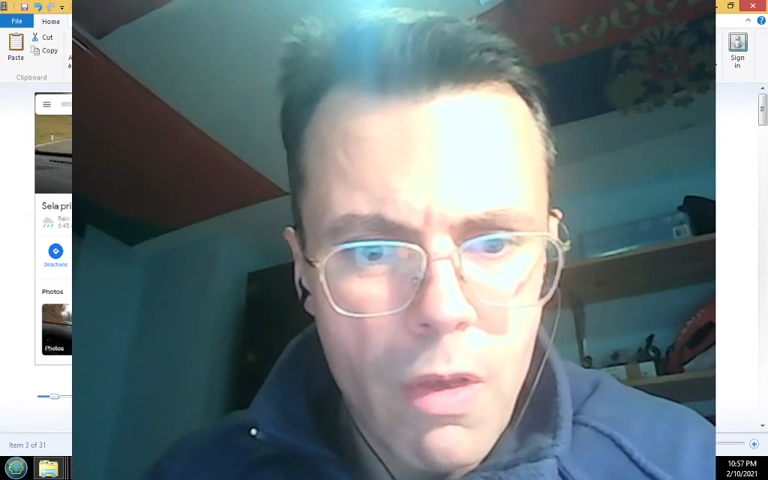 File
Home
Paste
Cut
Copy
Clipboard
Sign
in
Sela pri
Rain
Directions
Photos
Photos
Item 3 of 31
10:57 PM
2/10/2021